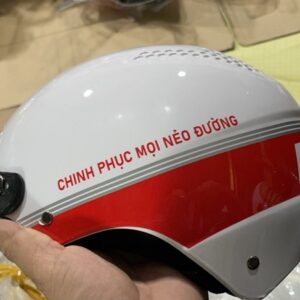 CHINH PHỤC MỌI NẺO ĐƯỜNG